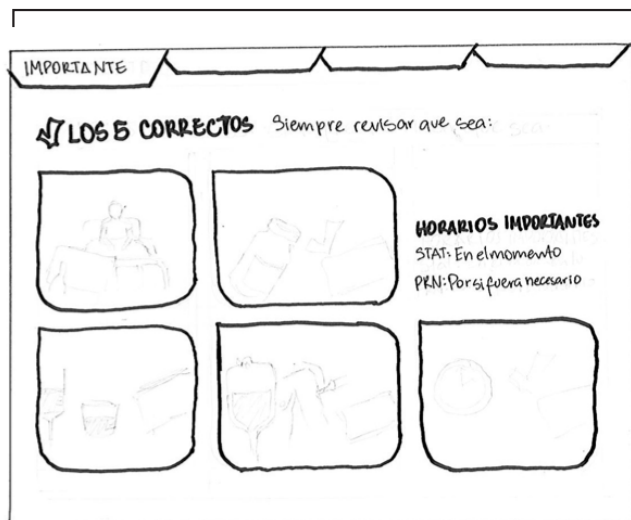 IMPORTANTE
LOS 5 CORRECTOS Siempre revisar que sea:
HORARIOS IMPORTANTES
STAT: En el momento
PRN: Por si fuera necesario